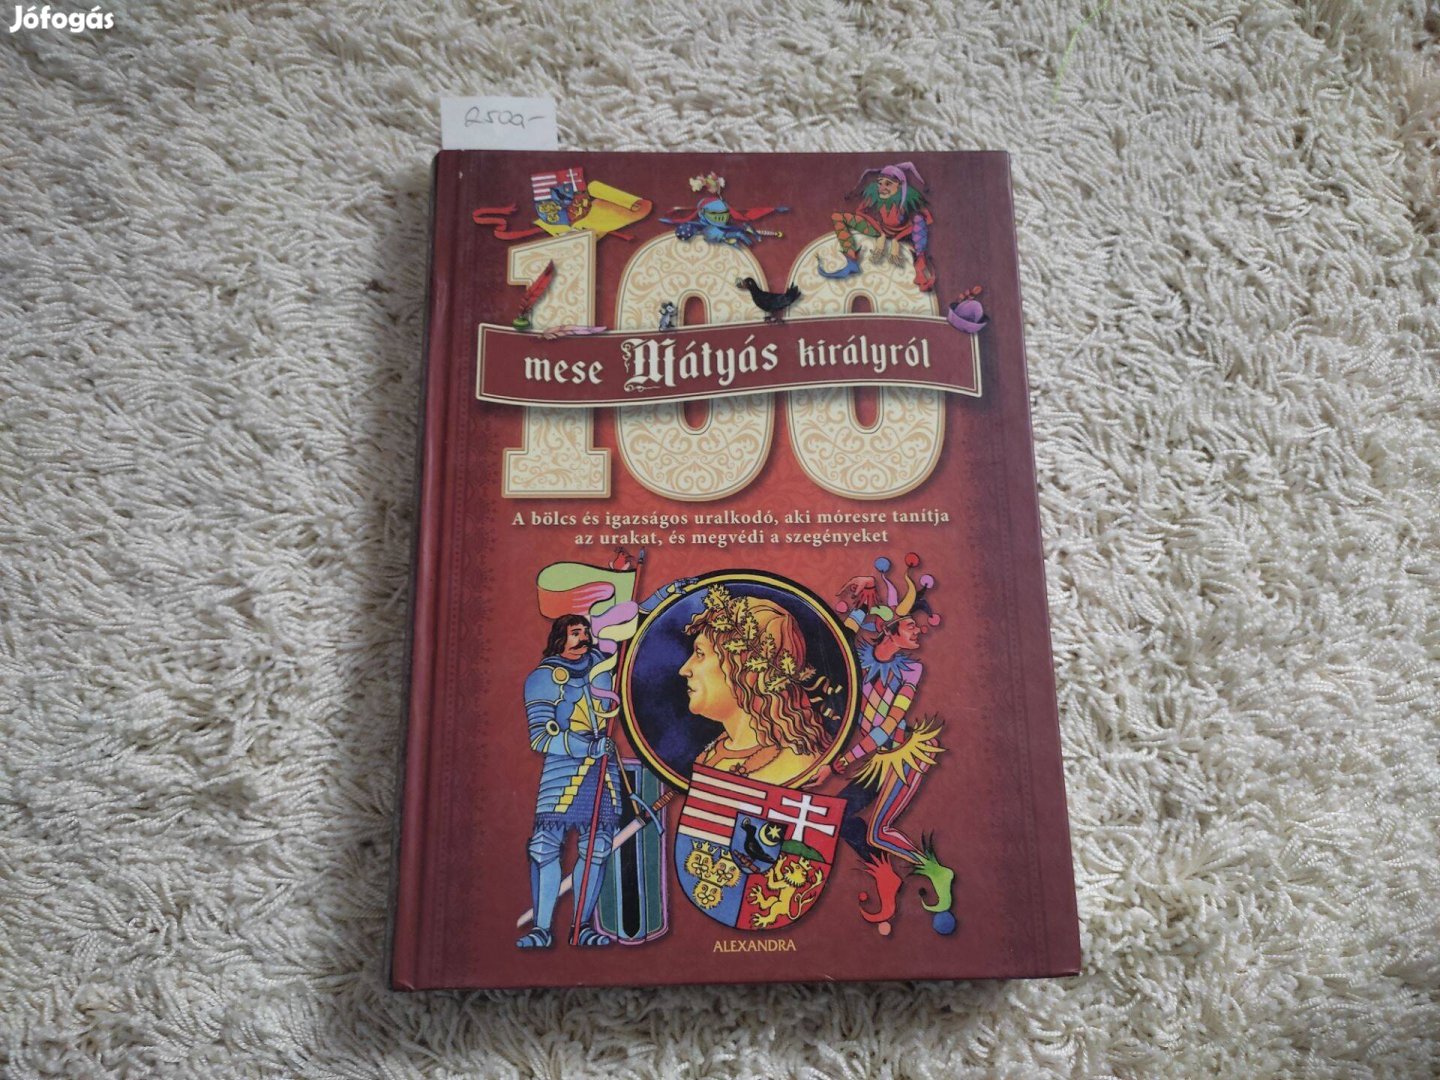 Jófogás
2500,-
100
mese Mátyás királyról
A bölcs és igazságos uralkodó, aki móresre tanítja
az urakat, és megvédi a szegényeket
ALEXANDRA